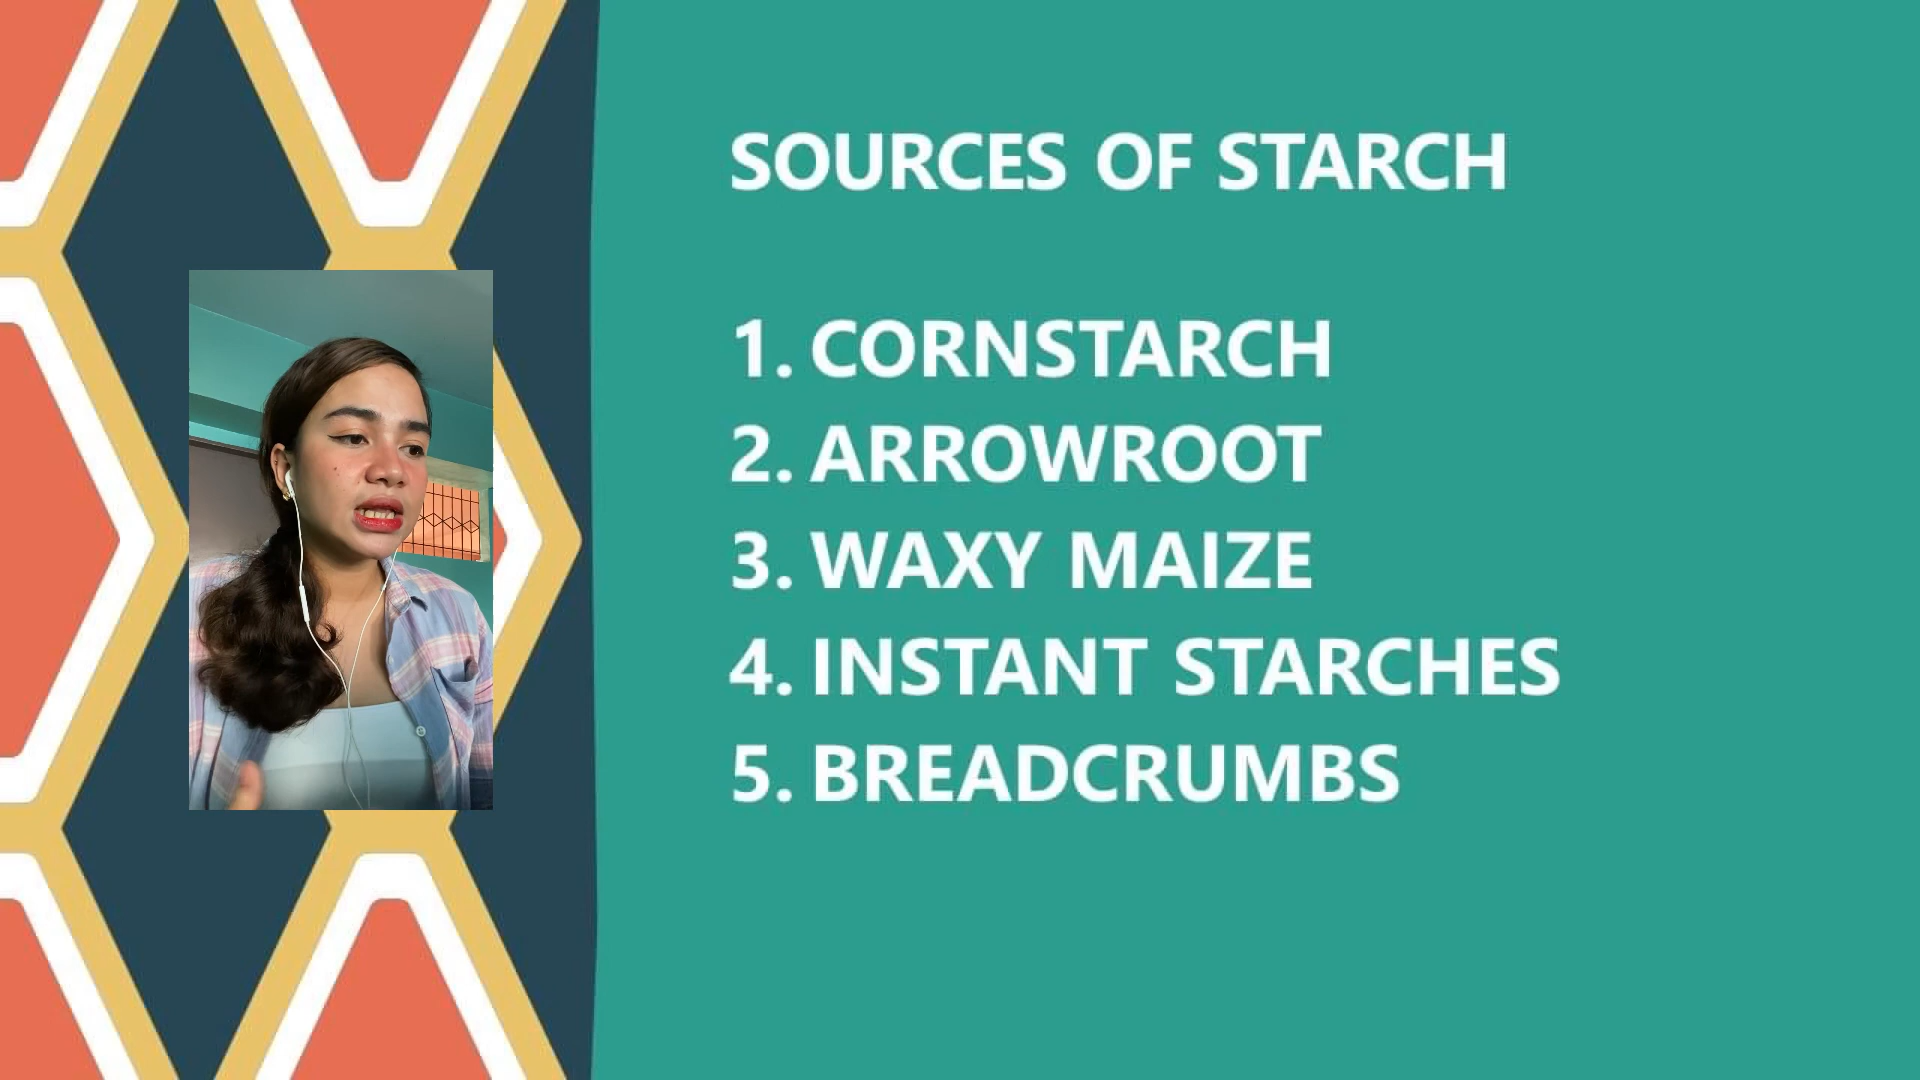 SOURCES OF STARCH
1. CORNSTARCH
2. ARROWROOT
3. WAXY MAIZE
4. INSTANT STARCHES
5. BREADCRUMBS